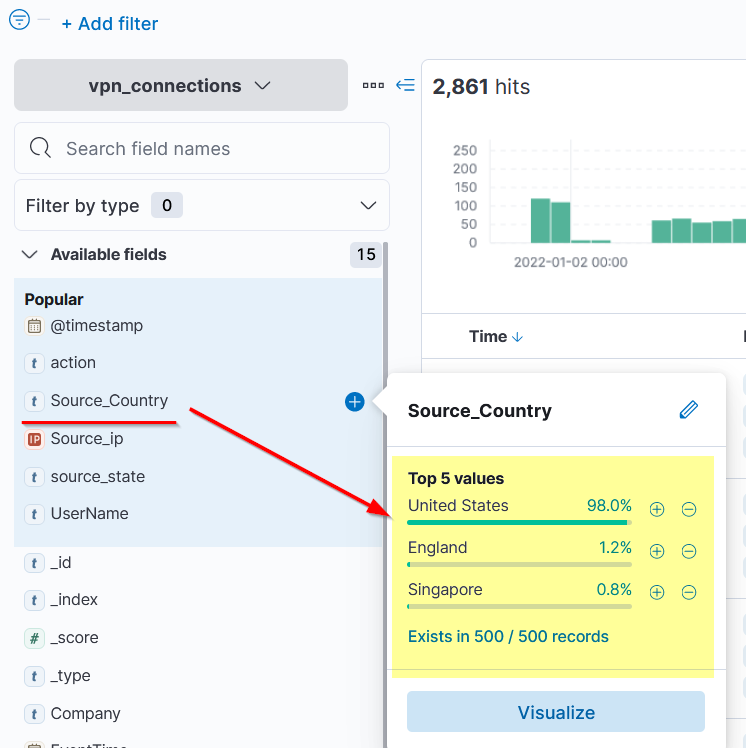 + Add filter
vpn_connections
2,861 hits
Search field names
Filter by type 0
Available fields 15
250
200
150
100
50
0
2022-01-02 00:00
Popular
@timestamp
t action
t Source_Country
IP Source_ip
t source_state
t UserName
t _id
t _index
# _score
t _type
t Company
EventTime
Time
Source_Country
Top 5 values
United States 98.0%
England 1.2%
Singapore 0.8%
Exists in 500 / 500 records
Visualize